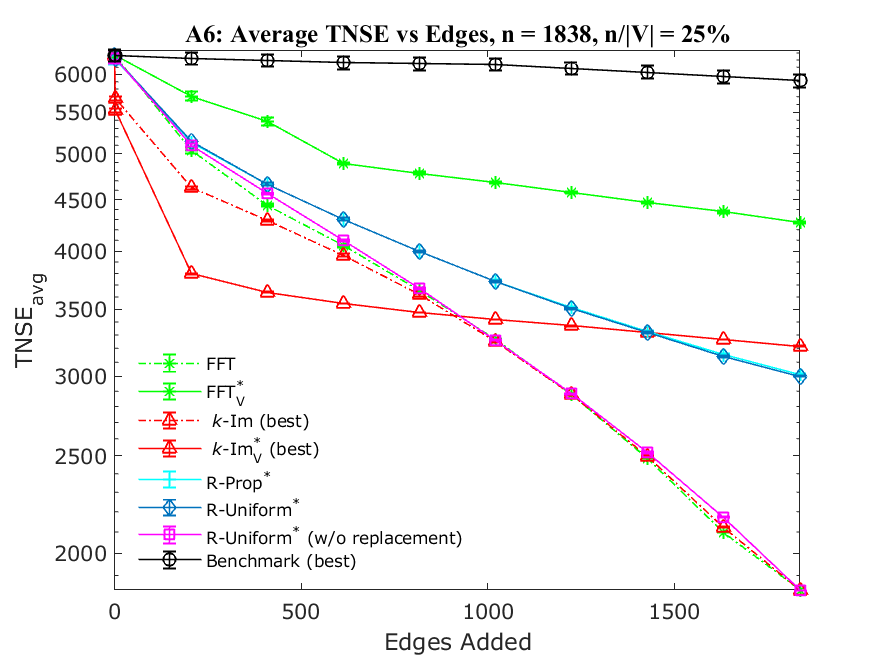 A6: Average TNSE vs Edges, n = 1838, n/|V| = 25%
6000
5500
5000
4500
4000
3500
3000
2500
2000
TNSE_avg
FFT
FFT*_V
k-Im (best)
k-Im*_V (best)
R-Prop*
R-Uniform*
R-Uniform* (w/o replacement)
Benchmark (best)
0 500 1000 1500
Edges Added